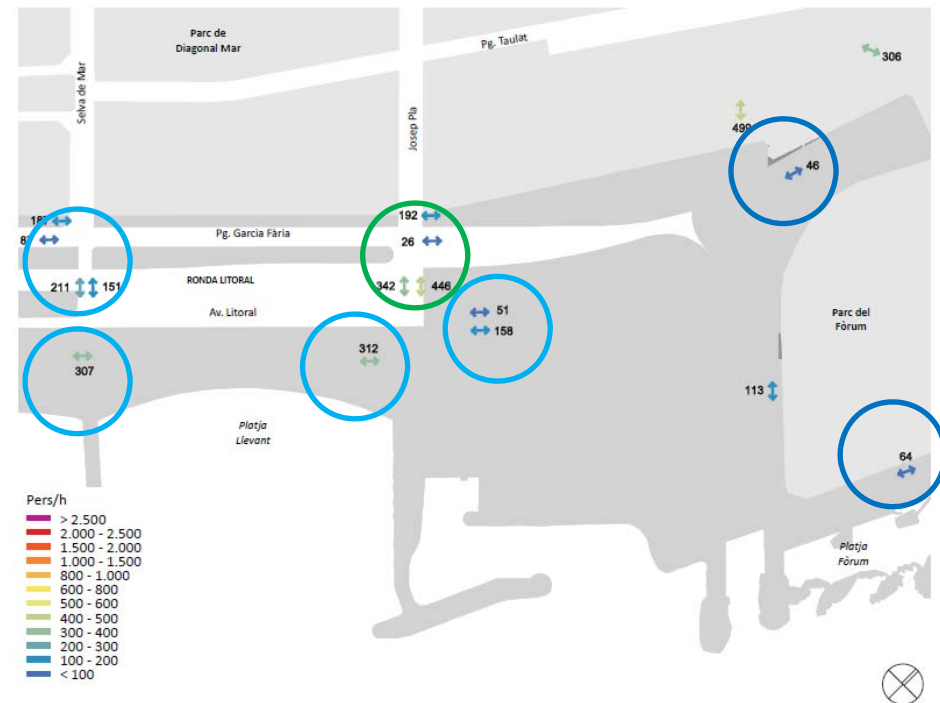 Parc de
Diagonal Mar
Pg. Taulat
306
Selva de Mar
Josep Pla
499
46
192
Pg. Garcia Fària
26
211
151
RONDA LITORAL
342
446
Av. Litoral
51
158
Parc del
Fòrum
312
307
113
Platja
Llevant
64
Pers/h
> 2.500
2.000 - 2.500
1.500 - 2.000
1.000 - 1.500
800 - 1.000
600 - 800
500 - 600
400 - 500
300 - 400
200 - 300
100 - 200
< 100
Platja
Fòrum